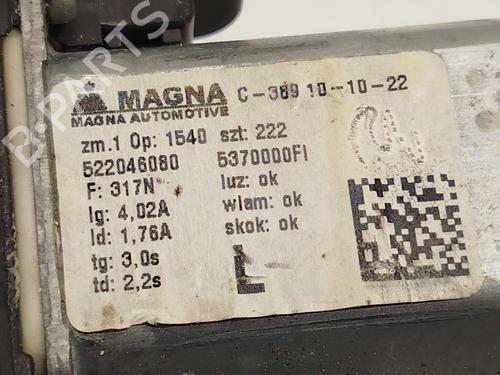 MAGNA C-389 10-10-22
MAGNA AUTOMOTIVE
zm.1 Op: 1540 szt: 222
522046080 5370000FI
F: 317N luz: ok
Ig: 4,02A wlam: ok
Id: 1,76A skok: ok
tg: 3,0s
td: 2,2s
L
B-PARTS